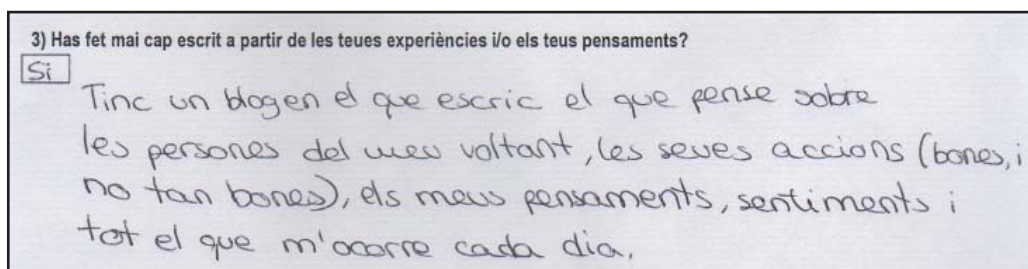 3) Has fet mai cap escrit a partir de les teues experiències i/o els teus pensaments?
Si
Tinc un blog en el que escric el que pense sobre
les persones del meu voltant, les seues accions (bones, i
no tan bones), els meus pensaments, sentiments i
tot el que m'ocorre cada dia.